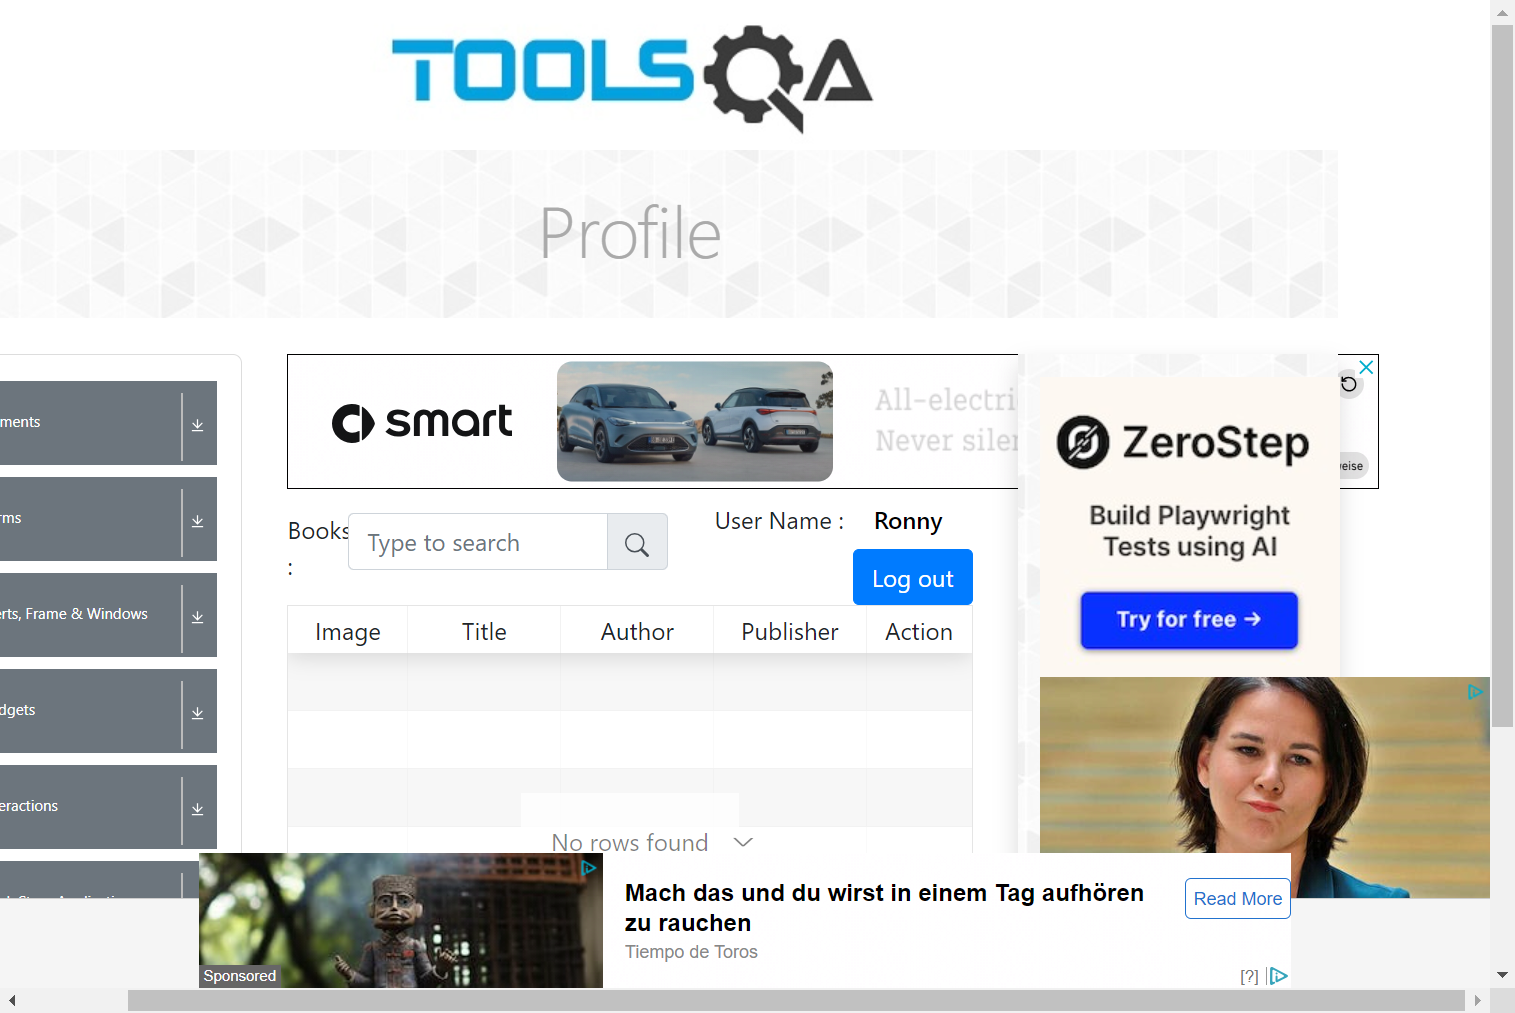 TOOLSQA
Profile
smart
All-electri
Never siler
eise
ments
rms
rts, Frame & Windows
dgets
eractions
Books
:
Type to search
User Name :
Ronny
Log out
Image
Title
Author
Publisher
Action
No rows found
ZeroStep
Build Playwright
Tests using AI
Try for free →
Sponsored
Mach das und du wirst in einem Tag aufhören
zu rauchen
Tiempo de Toros
Read More
[?]